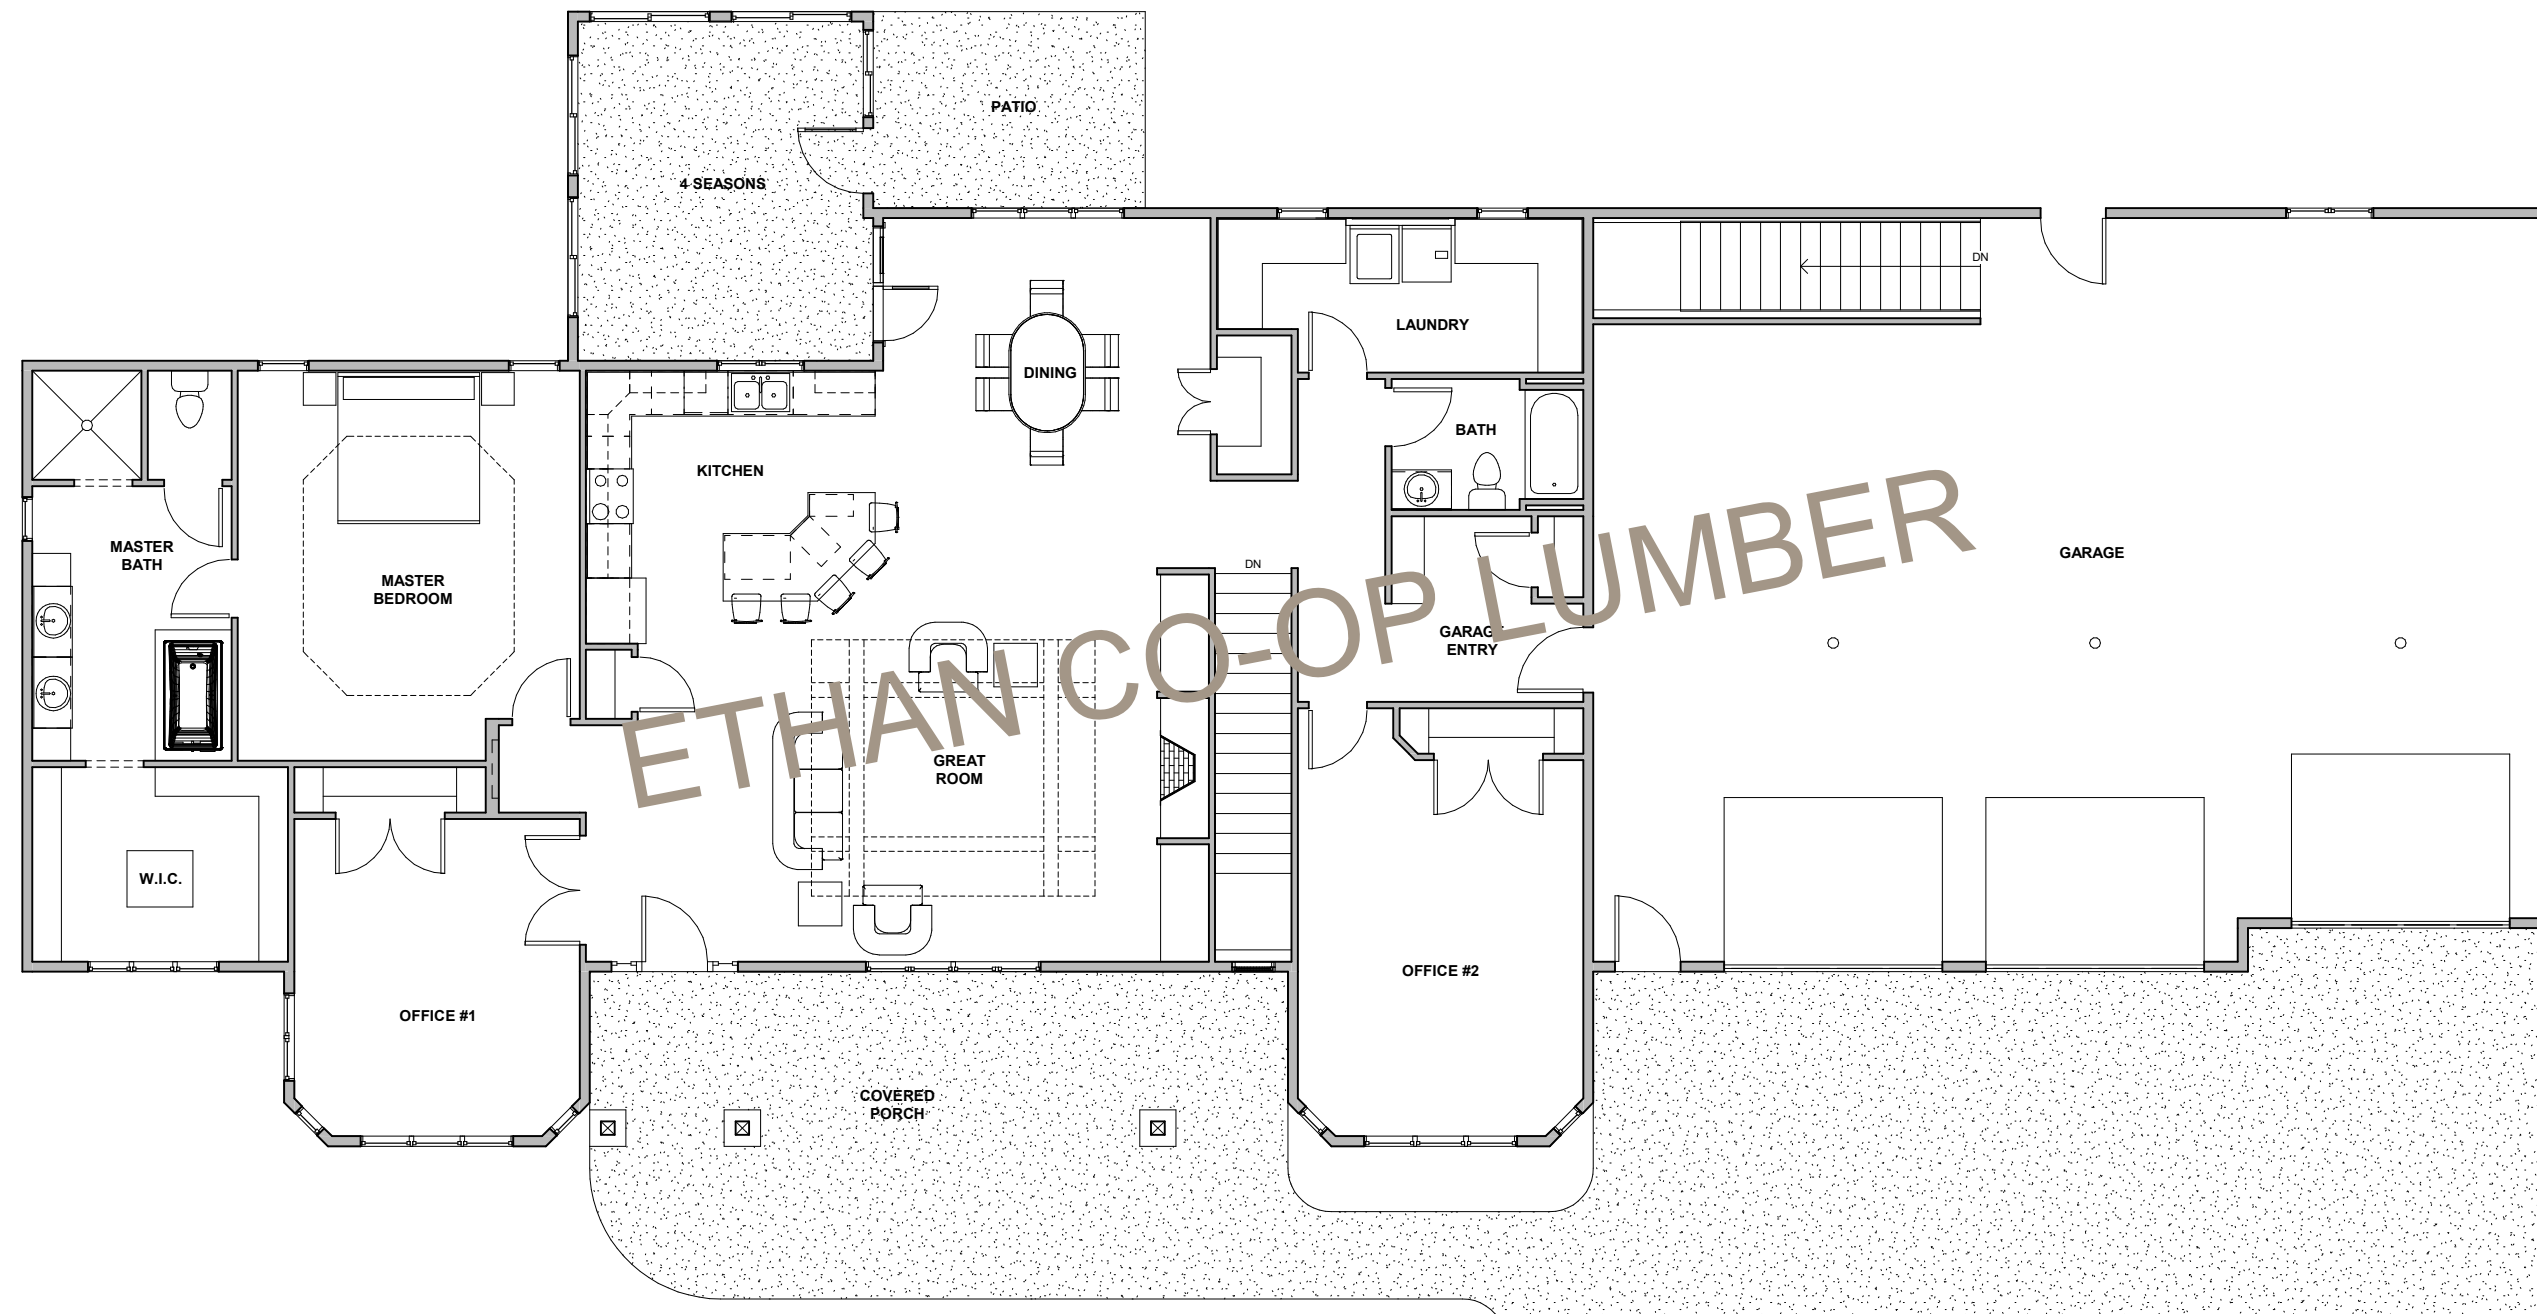 PATIO
4 SEASONS
DN
LAUNDRY
DINING
BATH
KITCHEN
MASTER
BATH
MASTER
BEDROOM
GARAGE
DN
GARAGE
ENTRY
ETHAN CO-OP LUMBER
GREAT
ROOM
W.I.C.
OFFICE #2
OFFICE #1
COVERED
PORCH